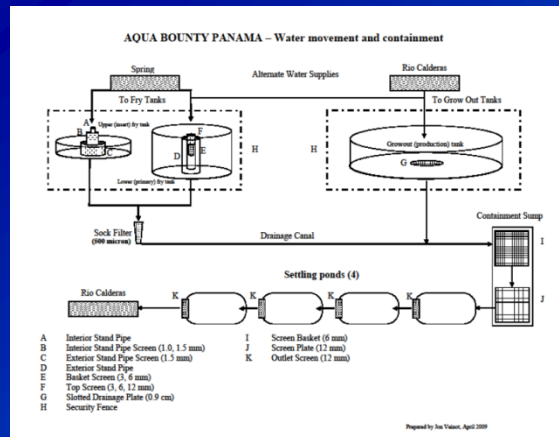 AQUA BOUNTY PANAMA – Water movement and containment
Spring
Alternate Water Supplies
Rio Calderas
To Fry Tanks
To Grow Out Tanks
A
Upper (insert) fry tank
B
C
F
E
D
H
H
Growout (production) tank
G
Lower (primary) fry tank
Containment Sump
Sock Filter
(500 micron)
Drainage Canal
I
Settling ponds (4)
J
Rio Calderas
K
K
K
K
A Interior Stand Pipe
B Interior Stand Pipe Screen (1.0, 1.5 mm)
C Exterior Stand Pipe Screen (1.5 mm)
D Exterior Stand Pipe
E Basket Screen (3, 6 mm)
F Top Screen (3, 6, 12 mm)
G Slotted Drainage Plate (0.9 cm)
H Security Fence
I Screen Basket (6 mm)
J Screen Plate (12 mm)
K Outlet Screen (12 mm)
Prepared by Jon Vainot, April 2009